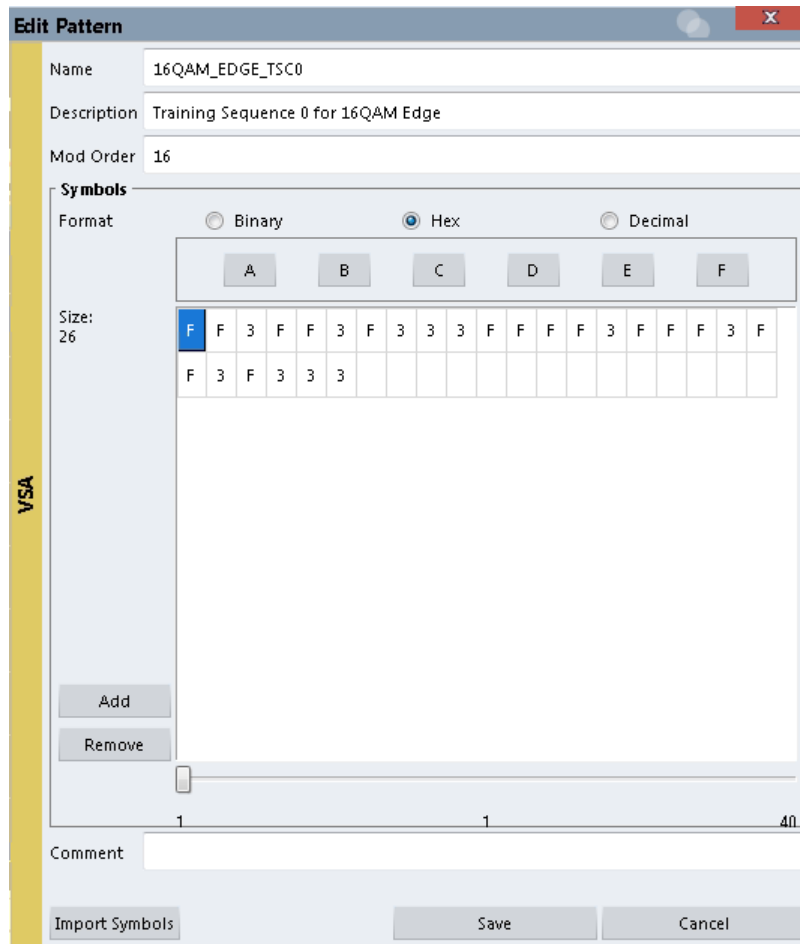 Edit Pattern
Name 16QAM_EDGE_TSC0
Description Training Sequence 0 for 16QAM Edge
Mod Order 16
Symbols
Format Binary Hex Decimal
A B C D E F
Size:
26
F F 3 F F 3 F 3 3 3 F F F F 3 F F F 3 F
F 3 F 3 3 3
VSA
Add
Remove
1 1 40
Comment
Import Symbols Save Cancel